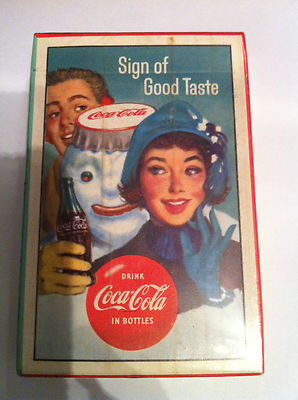 Sign of
Good Taste
Coca-Cola
Coca-Cola
DRINK
Coca-Cola
IN BOTTLES